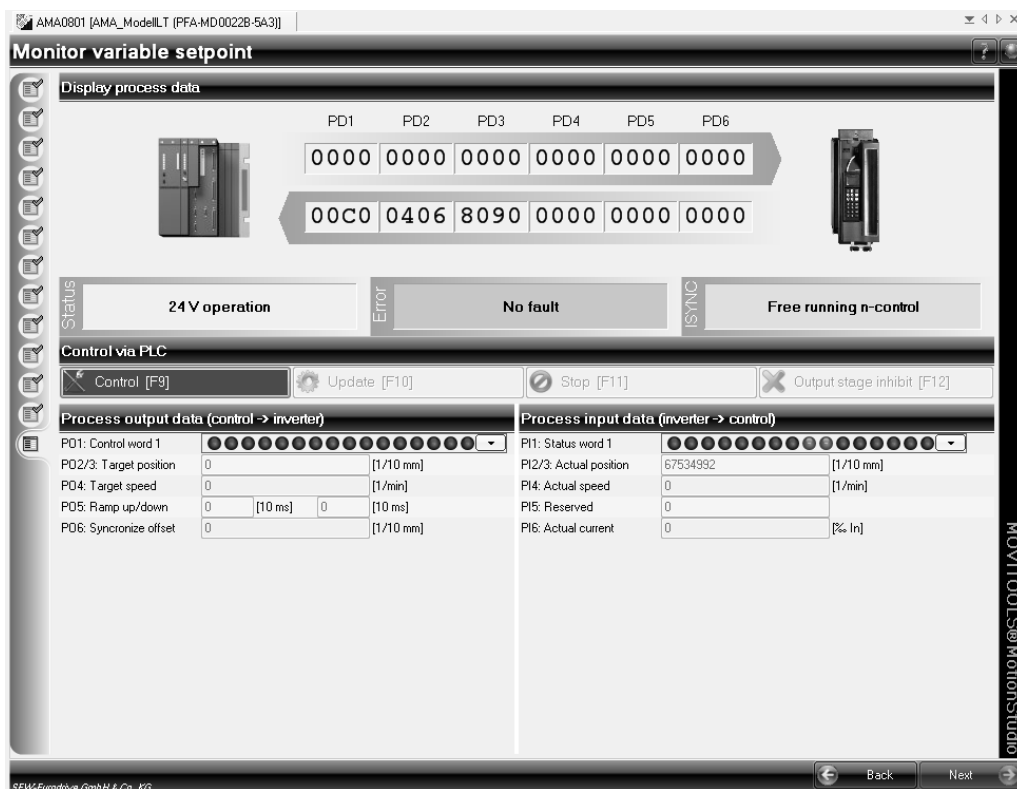 AMA0801 [AMA_ModellLT (PFA-MD0022B-5A3)]
Monitor variable setpoint
Display process data
PD1 PD2 PD3 PD4 PD5 PD6
0000 0000 0000 0000 0000 0000
00C0 0406 8090 0000 0000 0000
Status 24 V operation Error No fault ISYNC Free running n-control
Control via PLC
Control [F9] Update [F10] Stop [F11] Output stage inhibit [F12]
Process output data (control -> inverter) Process input data (inverter -> control)
PO1: Control word 1 PI1: Status word 1
PO2/3: Target position 0 [1/10 mm] PI2/3: Actual position 67534992 [1/10 mm]
PO4: Target speed 0 [1/min] PI4: Actual speed 0 [1/min]
PO5: Ramp up/down 0 [10 ms] 0 [10 ms] PI5: Reserved 0
PO6: Syncronize offset 0 [1/10 mm] PI6: Actual current 0 [‰ In]
MOVITOOLS®MotionStudio
Back Next
SEW-Eurodrive GmbH & Co. KG